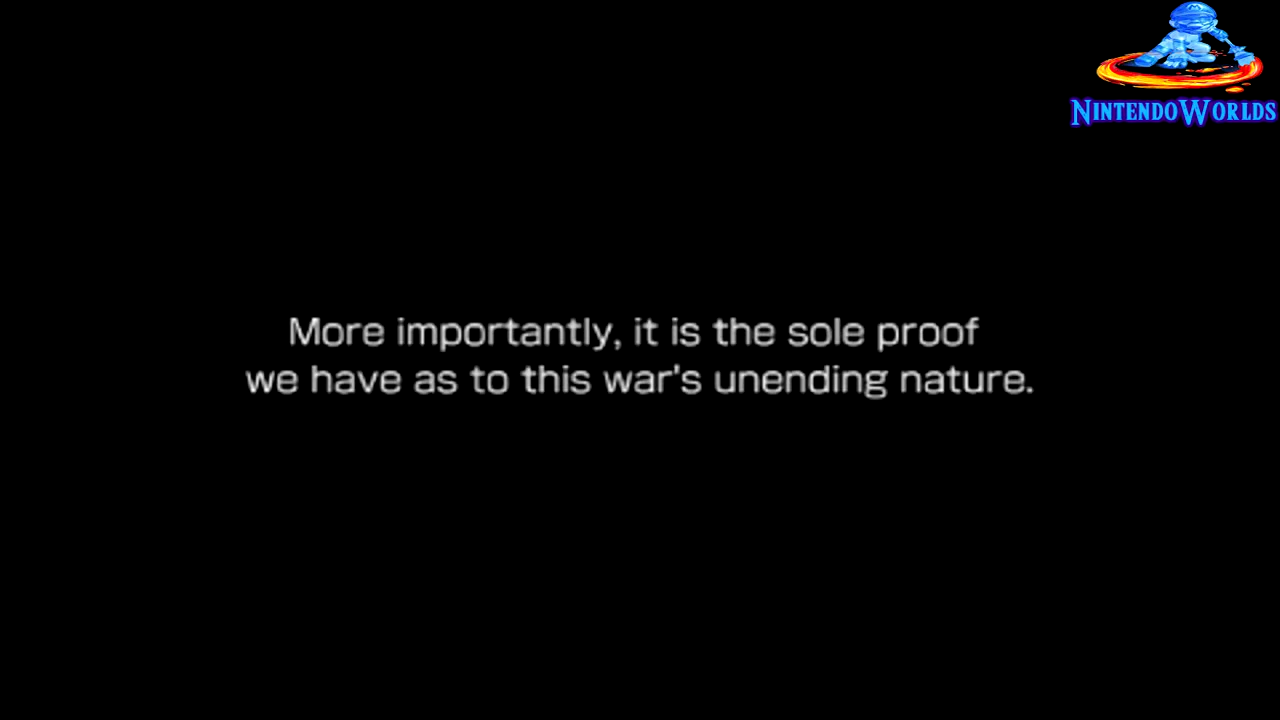 NINTENDOWORLDS
More importantly, it is the sole proof
we have as to this war's unending nature.